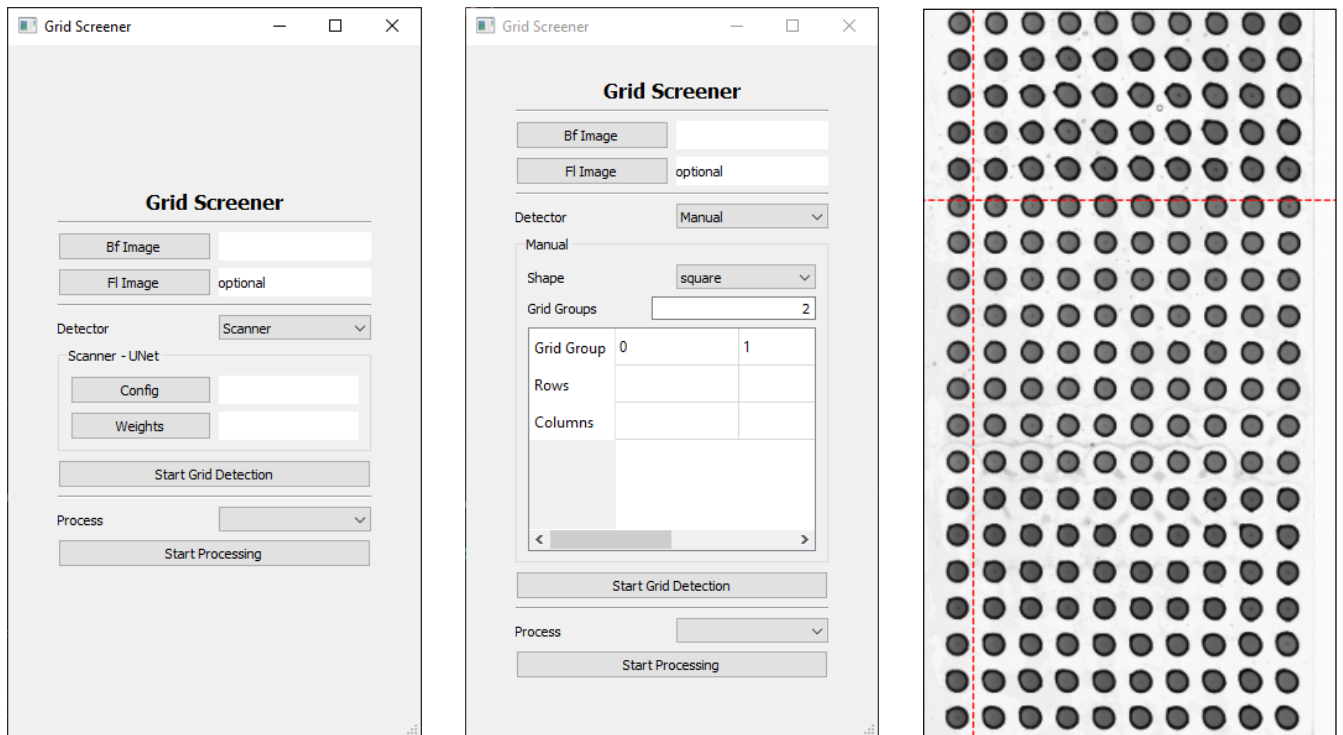 Grid Screener
Grid Screener
Bf Image
Fl Image optional
Detector Scanner
Scanner - UNet
Config
Weights
Start Grid Detection
Process
Start Processing
Grid Screener
Grid Screener
Bf Image
Fl Image optional
Detector Manual
Manual
Shape square
Grid Groups 2
Grid Group 0 1
Rows
Columns
Start Grid Detection
Process
Start Processing